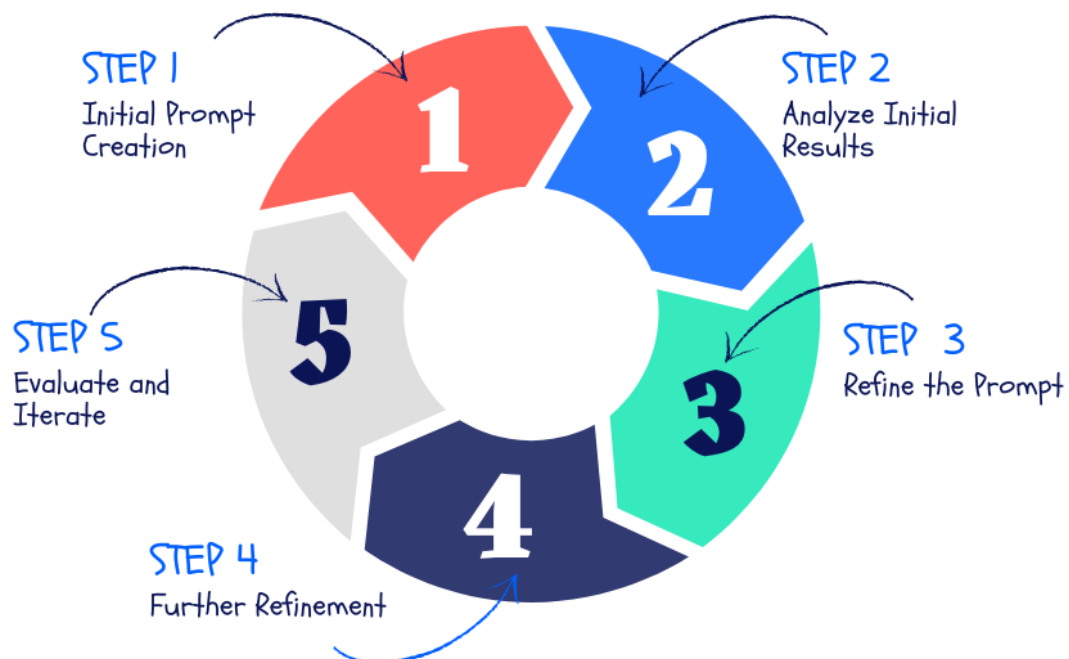 STEP 1
Initial Prompt
Creation
1
STEP 2
Analyze Initial
Results
2
STEP 3
Refine the Prompt
3
STEP 4
Further Refinement
4
STEP 5
Evaluate and
Iterate
5